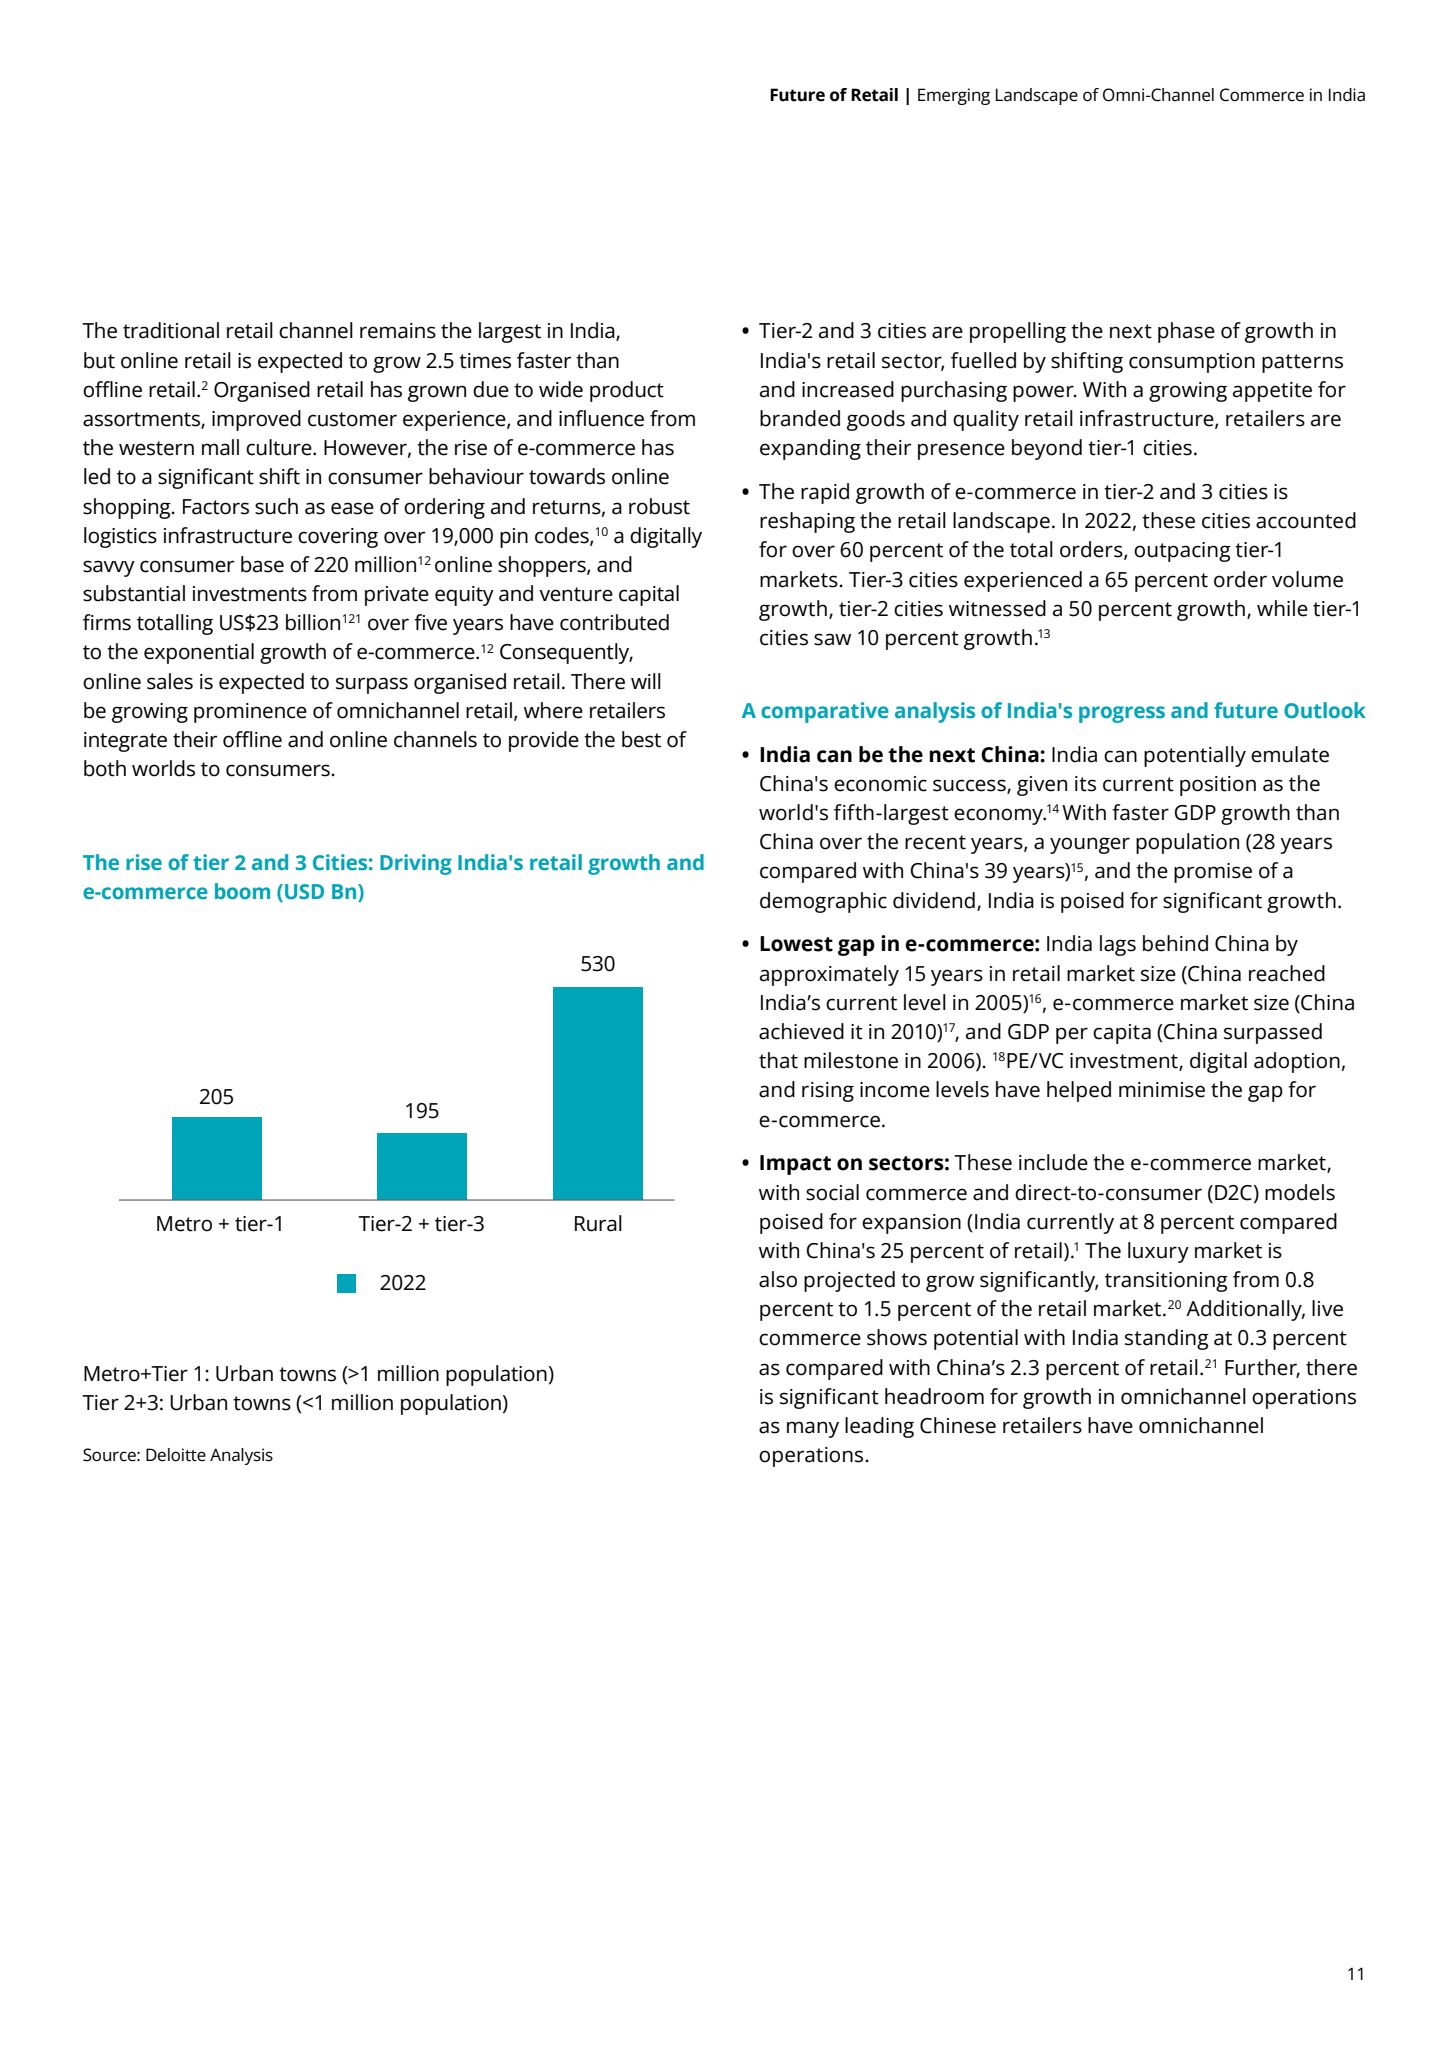 Future of Retail | Emerging Landscape of Omni-Channel Commerce in India
The traditional retail channel remains the largest in India,
but online retail is expected to grow 2.5 times faster than
offline retail.2 Organised retail has grown due to wide product
assortments, improved customer experience, and influence from
the western mall culture. However, the rise of e-commerce has
led to a significant shift in consumer behaviour towards online
shopping. Factors such as ease of ordering and returns, a robust
logistics infrastructure covering over 19,000 pin codes,10 a digitally
savvy consumer base of 220 million12 online shoppers, and
substantial investments from private equity and venture capital
firms totalling US$23 billion121 over five years have contributed
to the exponential growth of e-commerce.12 Consequently,
online sales is expected to surpass organised retail. There will
be growing prominence of omnichannel retail, where retailers
integrate their offline and online channels to provide the best of
both worlds to consumers.
The rise of tier 2 and 3 Cities: Driving India's retail growth and
e-commerce boom (USD Bn)
530
205
195
Metro + tier-1
Tier-2 + tier-3
Rural
2022
Metro+Tier 1: Urban towns (>1 million population)
Tier 2+3: Urban towns (<1 million population)
Source: Deloitte Analysis
• Tier-2 and 3 cities are propelling the next phase of growth in
India's retail sector, fuelled by shifting consumption patterns
and increased purchasing power. With a growing appetite for
branded goods and quality retail infrastructure, retailers are
expanding their presence beyond tier-1 cities.
• The rapid growth of e-commerce in tier-2 and 3 cities is
reshaping the retail landscape. In 2022, these cities accounted
for over 60 percent of the total orders, outpacing tier-1
markets. Tier-3 cities experienced a 65 percent order volume
growth, tier-2 cities witnessed a 50 percent growth, while tier-1
cities saw 10 percent growth.13
A comparative analysis of India's progress and future Outlook
• India can be the next China: India can potentially emulate
China's economic success, given its current position as the
world's fifth-largest economy.14 With faster GDP growth than
China over the recent years, a younger population (28 years
compared with China's 39 years)15, and the promise of a
demographic dividend, India is poised for significant growth.
• Lowest gap in e-commerce: India lags behind China by
approximately 15 years in retail market size (China reached
India’s current level in 2005)16, e-commerce market size (China
achieved it in 2010)17, and GDP per capita (China surpassed
that milestone in 2006). 18PE/VC investment, digital adoption,
and rising income levels have helped minimise the gap for
e-commerce.
• Impact on sectors: These include the e-commerce market,
with social commerce and direct-to-consumer (D2C) models
poised for expansion (India currently at 8 percent compared
with China's 25 percent of retail).1 The luxury market is
also projected to grow significantly, transitioning from 0.8
percent to 1.5 percent of the retail market.20 Additionally, live
commerce shows potential with India standing at 0.3 percent
as compared with China’s 2.3 percent of retail.21 Further, there
is significant headroom for growth in omnichannel operations
as many leading Chinese retailers have omnichannel
operations.
11